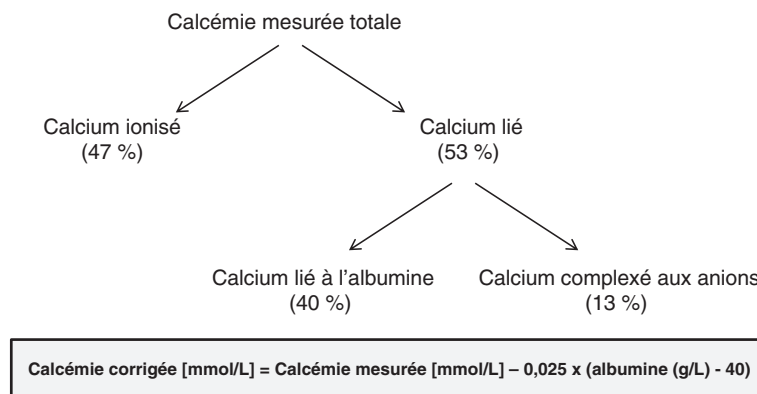 Calcémie mesurée totale
Calcium ionisé
(47 %)
Calcium lié
(53 %)
Calcium lié à l'albumine
(40 %)
Calcium complexé aux anions
(13 %)
Calcémie corrigée [mmol/L] = Calcémie mesurée [mmol/L] – 0,025 x (albumine (g/L) - 40)